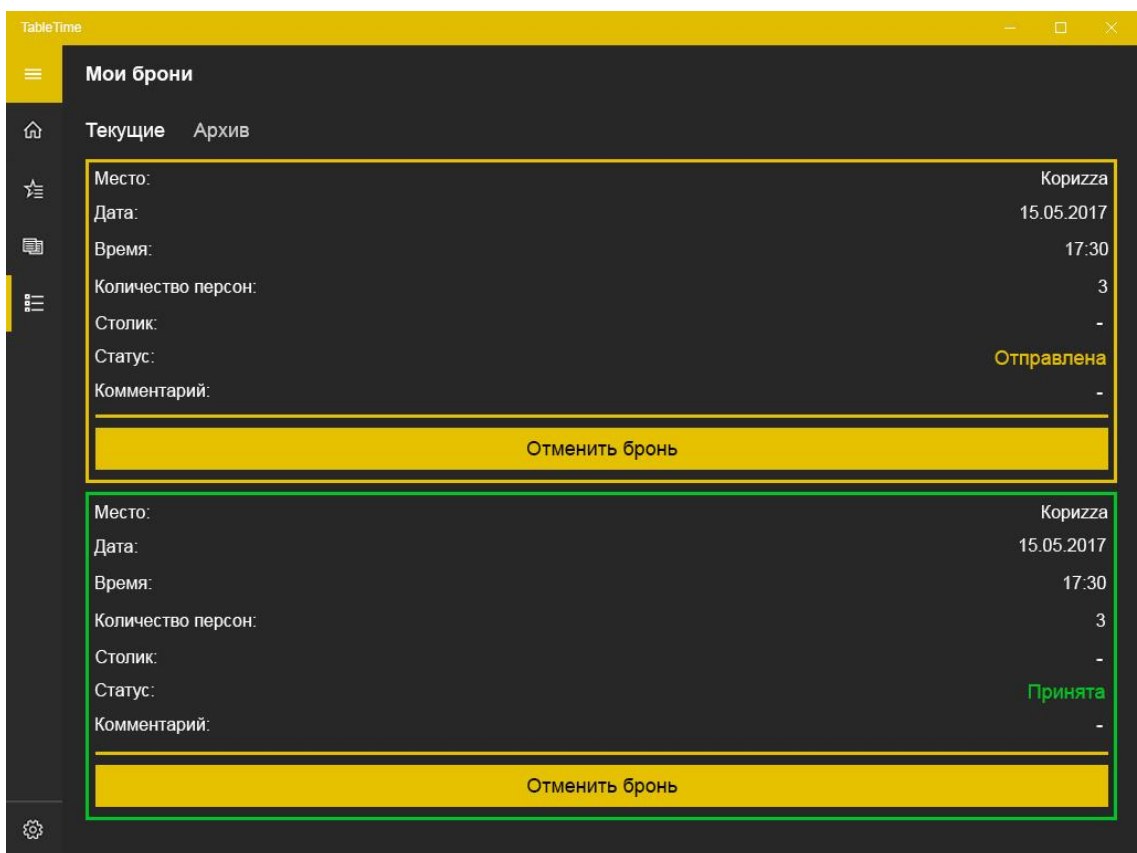 TableTime
Мои брони
Текущие Архив
Место: Кориzza
Дата: 15.05.2017
Время: 17:30
Количество персон: 3
Столик: -
Статус: Отправлена
Комментарий: -
Отменить бронь
Место: Кориzza
Дата: 15.05.2017
Время: 17:30
Количество персон: 3
Столик: -
Статус: Принята
Комментарий: -
Отменить бронь